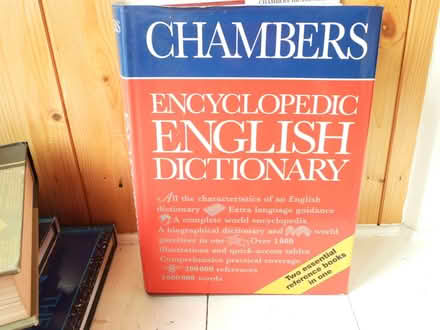 CHAMBERS
ENCYCLOPEDIC
ENGLISH
DICTIONARY
All the characteristics of an English
dictionary Extra language guidance
A complete world encyclopedia
A biographical dictionary and world
gazetteer in one Over 1000
illustrations and quick-access tables
Comprehensive practical coverage
200000 references
2000000 words
Two essential
reference books
in one